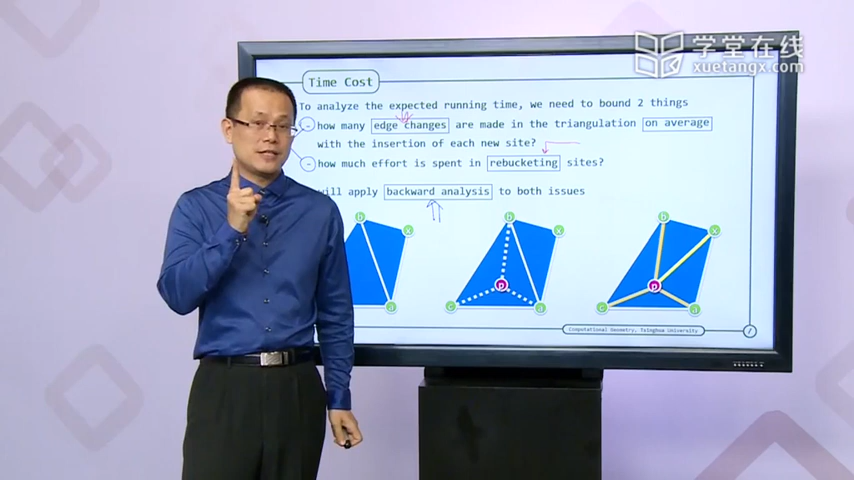 学堂在线
xuetangx.com
Time Cost
To analyze the expected running time, we need to bound 2 things
how many edge changes are made in the triangulation on average
with the insertion of each new site?
how much effort is spent in rebucketing sites?
will apply backward analysis to both issues
b
x
a
b
x
p
c
a
b
x
p
c
a
Computational Geometry, Tsinghua University